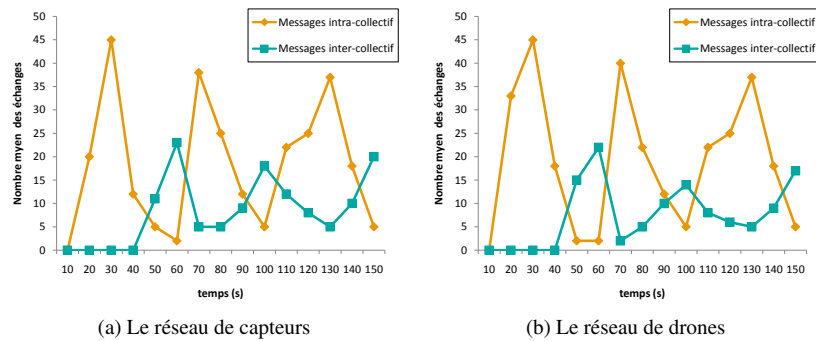 Nombre myen des échanges
50
45
40
35
30
25
20
15
10
5
0
Messages intra-collectif
Messages inter-collectif
10 20 30 40 50 60 70 80 90 100 110 120 130 140 150
temps (s)
(a) Le réseau de capteurs
Nombre myen des échanges
50
45
40
35
30
25
20
15
10
5
0
Messages intra-collectif
Messages inter-collectif
10 20 30 40 50 60 70 80 90 100 110 120 130 140 150
temps (s)
(b) Le réseau de drones